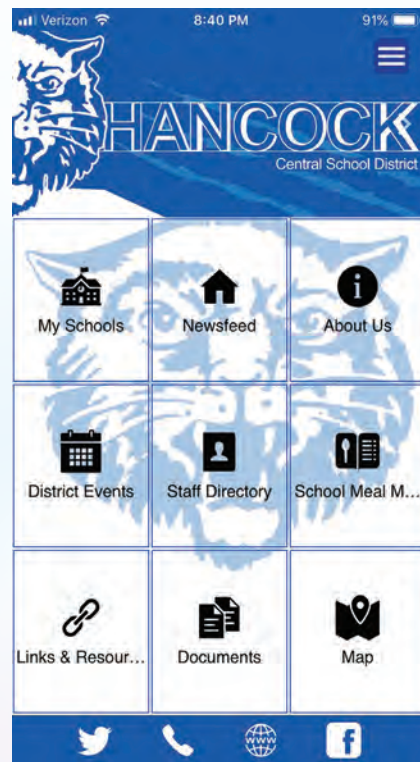 Verizon 8:40 PM 91%
HANCOCK
Central School District
My Schools Newsfeed About Us
District Events Staff Directory School Meal M...
Links & Resour... Documents Map
www